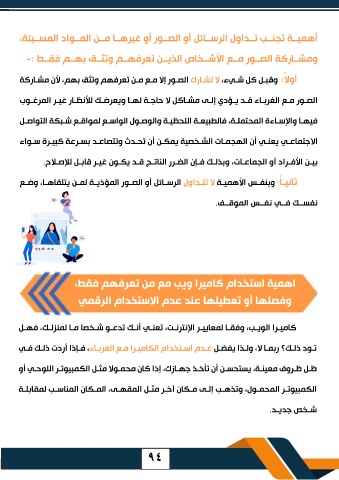 أهمية تجنب تداول الرسائل أو الصور أو غيرها من المواد المسيئة،
ومشاركة الصور مع الأشخاص الذين تعرفهم وتثق بهم فقط :-
أولاً: وقبل كل شيء، لا تشارك الصور إلا مع من تعرفهم وتثق بهم، لأن مشاركة
الصور مع الغرباء قد يؤدي إلى مشاكل لا حاجة لها ويعرضك للأنظار غير المرغوب
فيها والإساءة المحتملة، فالطبيعة اللحظية والوصول الواسع لمواقع شبكة التواصل
الاجتماعي يعني أن الهجمات الشخصية يمكن أن تحدث وتتصاعد بسرعة كبيرة سواء
بين الأفراد أو الجماعات، وبذلك فإن الضرر الناتج قد يكون غير قابل للإصلاح.
ثانياً: وبنفس الأهمية لا تتداول الرسائل أو الصور المؤذية لمن يتلقاها، وضع
نفسك في نفس الموقف.
اهمية استخدام كاميرا ويب مع من تعرفهم فقط،
وفصلها أو تعطيلها عند عدم الاستخدام الرقمي
كاميرا الويب، وفقا لمعايير الإنترنت، تعني أنك تدعو شخصا ما لمنزلك، فهل
تود ذلك؟ ربما لا، ولذا يفضل عدم استخدام الكاميرا مع الغرباء، فإذا أردت ذلك في
ظل ظروف معينة، يستحسن أن تأخذ جهازك، إذا كان محمولا مثل الكمبيوتر اللوحي أو
الكمبيوتر المحمول، وتذهب إلى مكان آخر مثل المقهى، المكان المناسب لمقابلة
شخص جديد.
٩٤